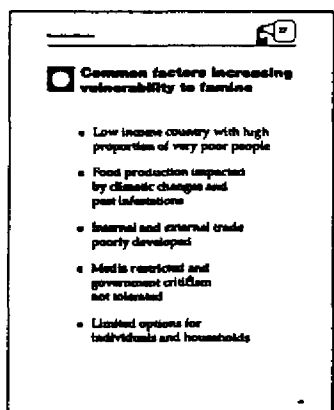 Common factors increasing
vulnerability to famine
Low income country with high
proportion of very poor people
Food production impacted
by climatic changes and
pest infestations
Internal and external trade
poorly developed
Media restricted and
government criticism
not tolerated
Limited options for
individuals and households